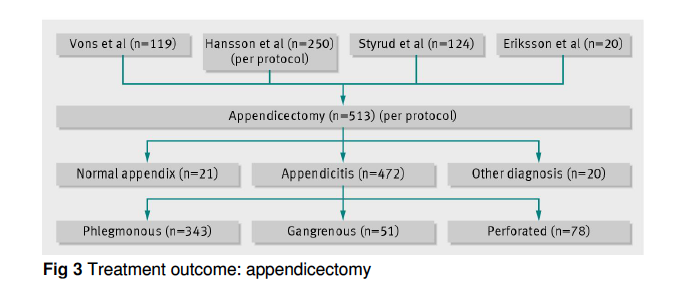 Vons et al (n=119)
Hansson et al (n=250)
(per protocol)
Styrud et al (n=124)
Eriksson et al (n=20)
Appendicectomy (n=513) (per protocol)
Normal appendix (n=21)
Appendicitis (n=472)
Other diagnosis (n=20)
Phlegmonous (n=343)
Gangrenous (n=51)
Perforated (n=78)
Fig 3 Treatment outcome: appendicectomy